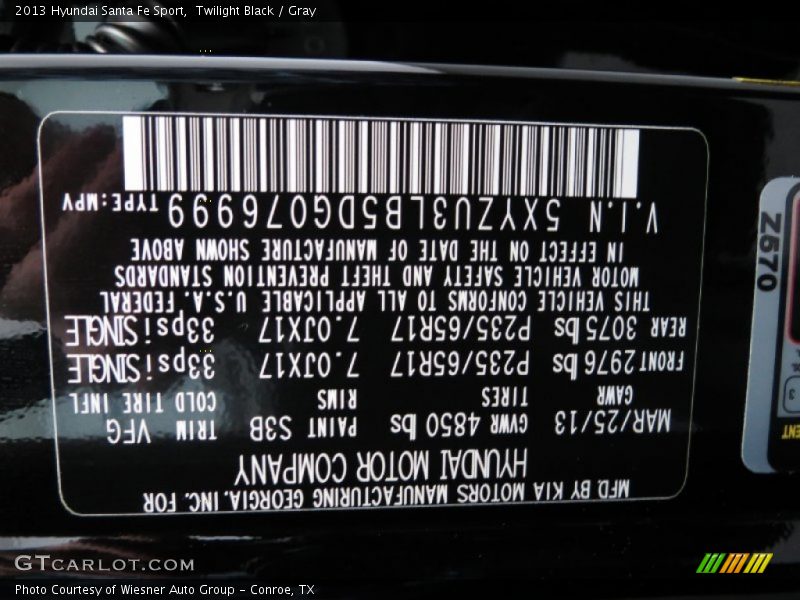 2013 Hyundai Santa Fe Sport,  Twilight Black / Gray
MFD. BY KIA MOTORS MANUFACTURING GEORGIA, INC. FOR
HYUNDAI MOTOR COMPANY
MAR/25/13 GVWR 4850 lbs PAINT S3B TRIM VFG
GAWR TIRES RIMS COLD TIRE INFL
FRONT 2976 lbs P235/65R17 7.0JX17 33psi SINGLE
REAR 3075 lbs P235/65R17 7.0JX17 33psi SINGLE
THIS VEHICLE CONFORMS TO ALL APPLICABLE U.S.A. FEDERAL
MOTOR VEHICLE SAFETY AND THEFT PREVENTION STANDARDS
IN EFFECT ON THE DATE OF MANUFACTURE SHOWN ABOVE
V.I.N 5XYZU3LB5DG076999 TYPE:MPV
Z670
3
GTCARLOT.COM
Photo Courtesy of Wiesner Auto Group - Conroe, TX